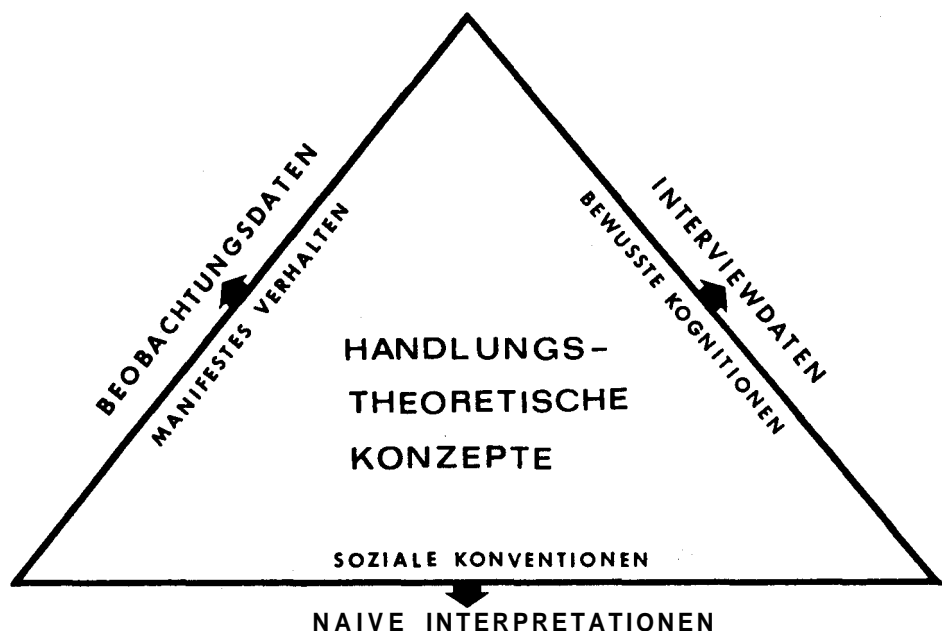 BEOBACHTUNGSDATEN
MANIFESTES VERHALTEN
INTERVIEWDATEN
BEWUSSTE KOGNITIONEN
HANDLUNGS-
THEORETISCHE
KONZEPTE
SOZIALE KONVENTIONEN
NAIVE INTERPRETATIONEN